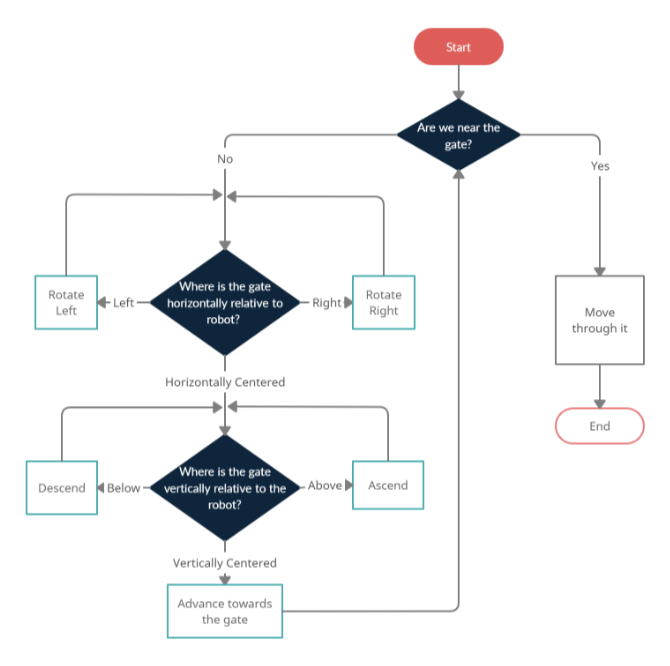 Start
Are we near the
gate?
No
Yes
Where is the gate
horizontally relative to
robot?
Rotate
Left
Left
Right
Rotate
Right
Move
through it
Horizontally Centered
End
Where is the gate
vertically relative to the
robot?
Descend
Below
Above
Ascend
Vertically Centered
Advance towards
the gate